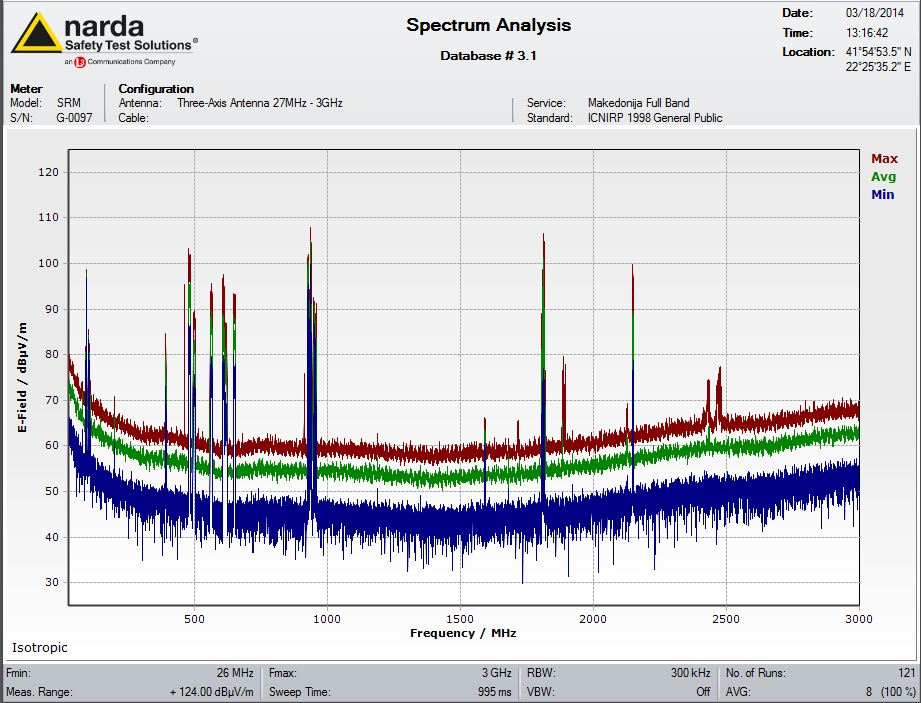 narda
Safety Test Solutions®
an L3 Communications Company
Spectrum Analysis
Database # 3.1
Date: 03/18/2014
Time: 13:16:42
Location: 41°54'53.5" N
22°25'35.2" E
Meter
Model: SRM
S/N: G-0097
Configuration
Antenna: Three-Axis Antenna 27MHz - 3GHz
Cable:
Service: Makedonija Full Band
Standard: ICNIRP 1998 General Public
Max
Avg
Min
E-Field / dBµV/m
120
110
100
90
80
70
60
50
40
30
500 1000 1500 2000 2500 3000
Frequency / MHz
Isotropic
Fmin: 26 MHz Fmax: 3 GHz RBW: 300 kHz No. of Runs: 121
Meas. Range: + 124.00 dBµV/m Sweep Time: 995 ms VBW: Off AVG: 8 (100 %)